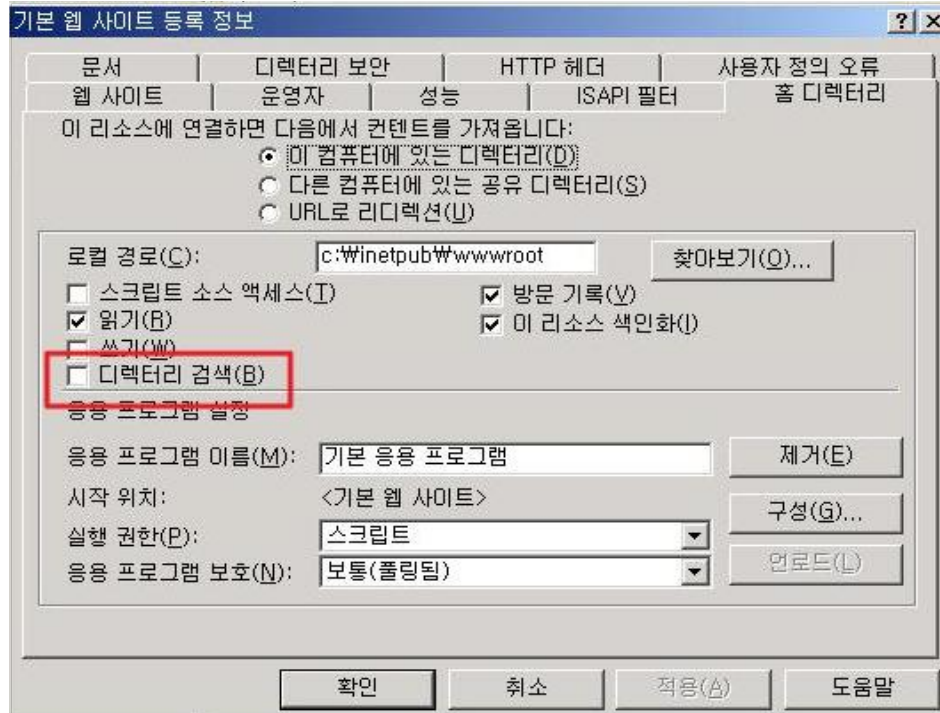 기본 웹 사이트 등록 정보
문서 디렉터리 보안 HTTP 헤더 사용자 정의 오류
웹 사이트 운영자 성능 ISAPI 필터 홈 디렉터리
이 리소스에 연결하면 다음에서 컨텐트를 가져옵니다:
이 컴퓨터에 있는 디렉터리(D)
다른 컴퓨터에 있는 공유 디렉터리(S)
URL로 리디렉션(U)
로컬 경로(C): c:₩inetpub₩wwwroot 찾아보기(O)...
스크립트 소스 액세스(T) 방문 기록(V)
읽기(R) 이 리소스 색인화(I)
쓰기(W)
디렉터리 검색(B)
응용 프로그램 설정
응용 프로그램 이름(M): 기본 응용 프로그램 제거(E)
시작 위치: <기본 웹 사이트> 구성(G)...
실행 권한(P): 스크립트
응용 프로그램 보호(N): 보통(풀링됨) 언로드(L)
확인 취소 적용(A) 도움말